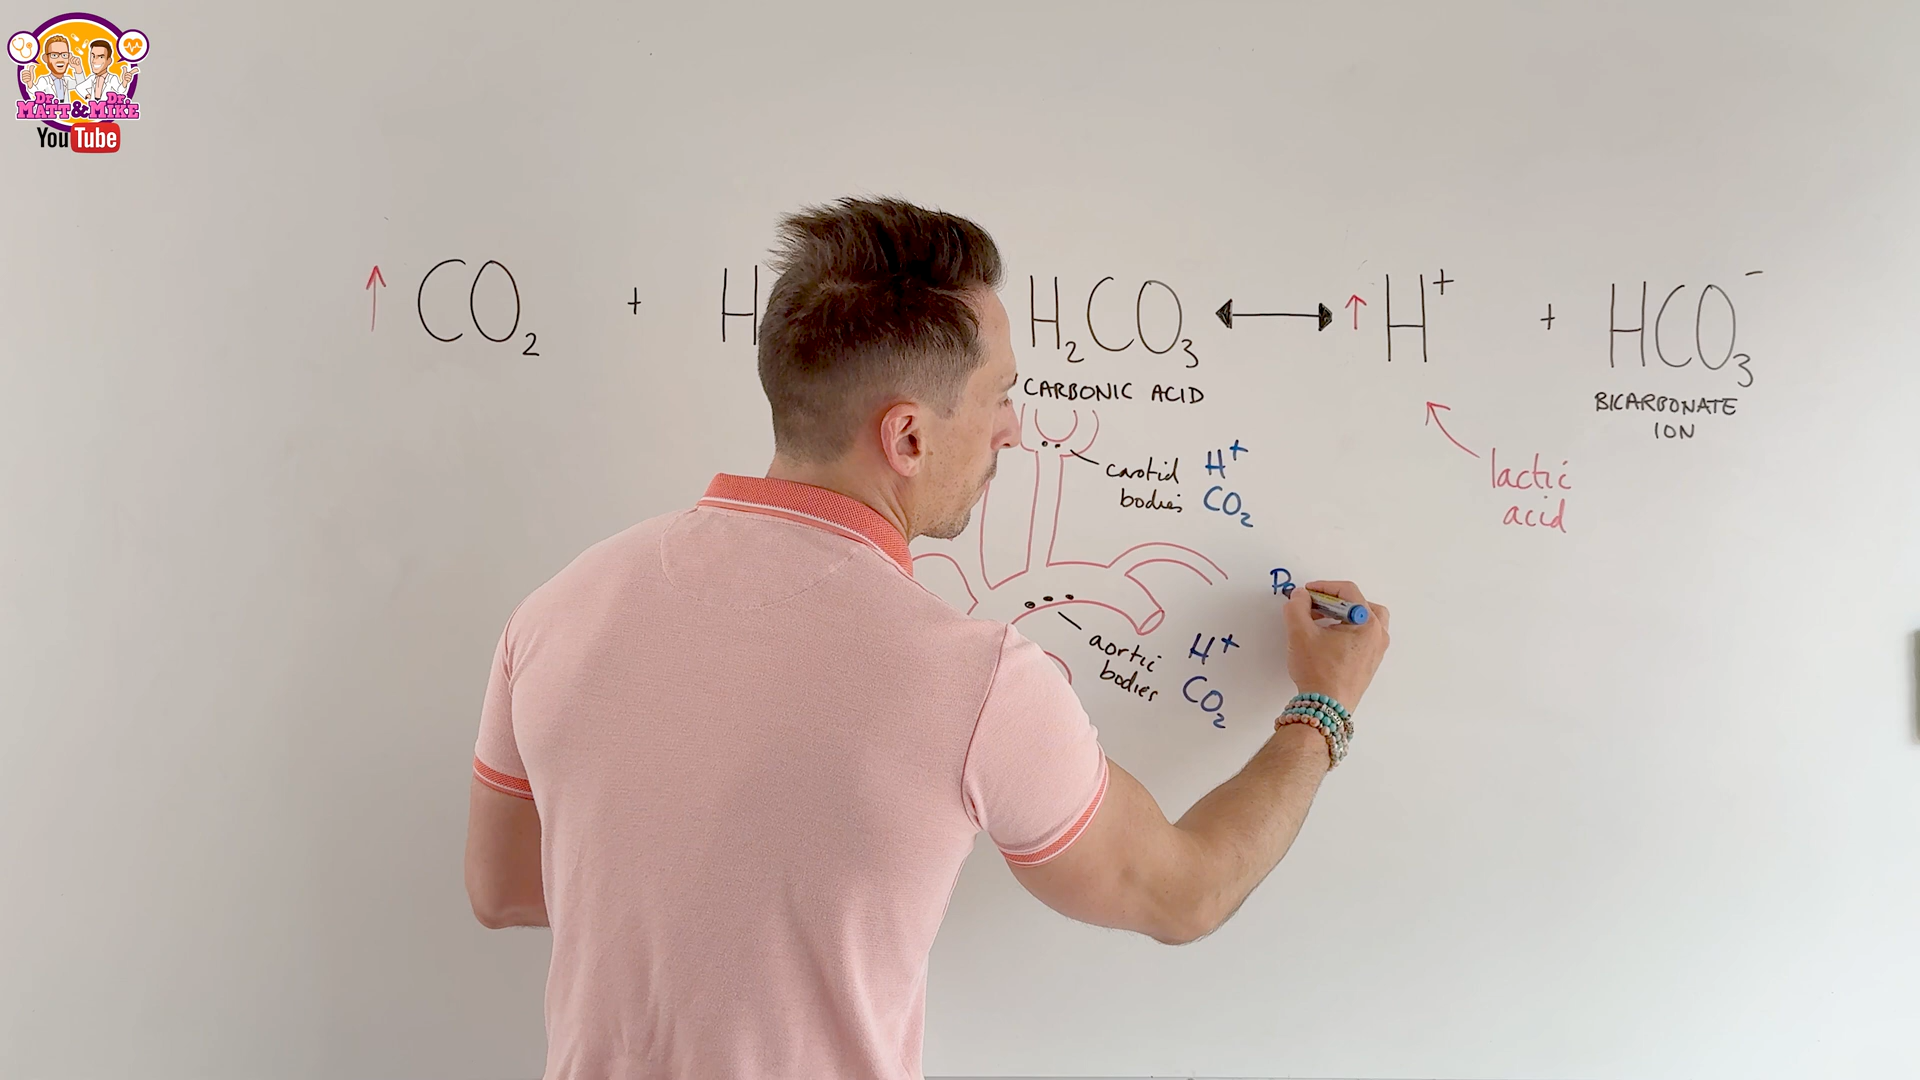 Dr. Dr.
MATT & MIKE
YouTube
↑ CO₂ + H H₂CO₃ ↔ ↑ H⁺ + HCO₃⁻
CARBONIC ACID
BICARBONATE
ION
carotid
bodies
H⁺
CO₂
lactic
acid
Pe
aortic
bodies
H⁺
CO₂